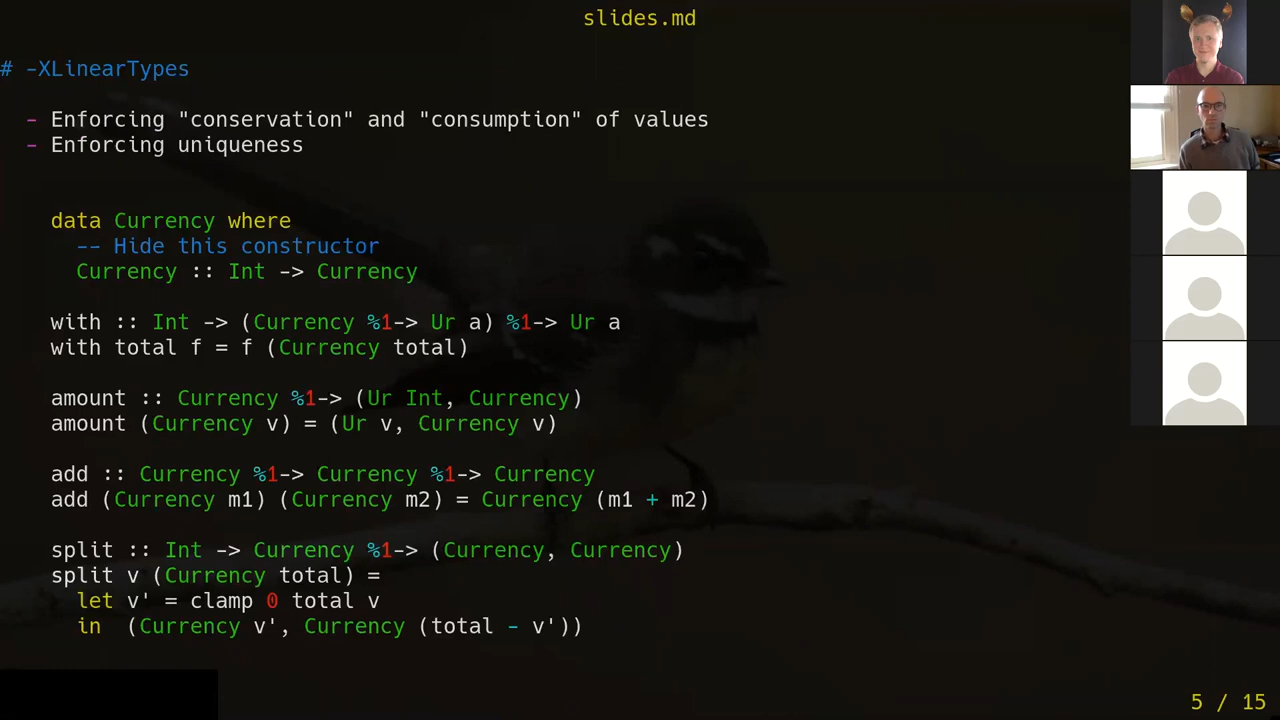 slides.md
# -XLinearTypes
- Enforcing "conservation" and "consumption" of values
- Enforcing uniqueness
data Currency where
-- Hide this constructor
Currency :: Int -> Currency
with :: Int -> (Currency %1-> Ur a) %1-> Ur a
with total f = f (Currency total)
amount :: Currency %1-> (Ur Int, Currency)
amount (Currency v) = (Ur v, Currency v)
add :: Currency %1-> Currency %1-> Currency
add (Currency m1) (Currency m2) = Currency (m1 + m2)
split :: Int -> Currency %1-> (Currency, Currency)
split v (Currency total) =
let v' = clamp 0 total v
in (Currency v', Currency (total - v'))
5 / 15